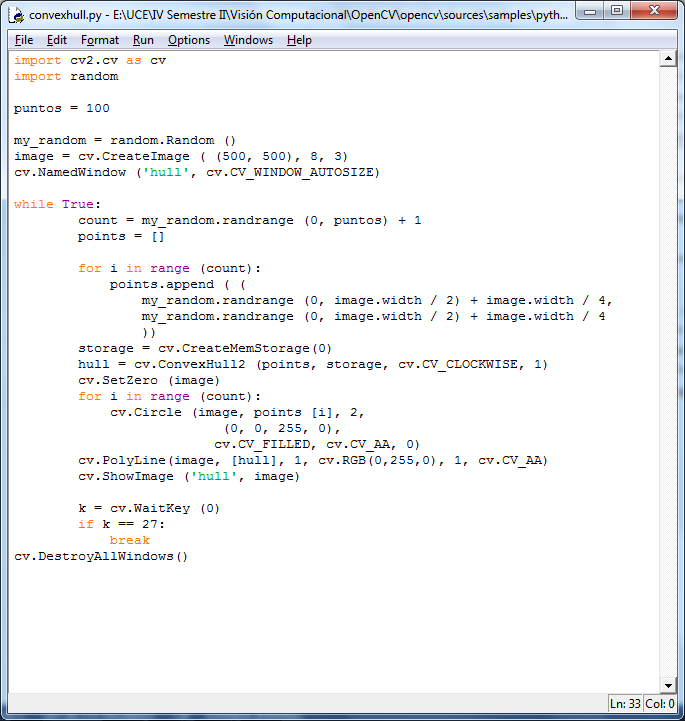 convexhull.py - E:\UCE\IV Semestre II\Visión Computacional\OpenCV\opencv\sources\samples\pyth...
File Edit Format Run Options Windows Help
import cv2.cv as cv
import random

puntos = 100

my_random = random.Random ()
image = cv.CreateImage ( (500, 500), 8, 3)
cv.NamedWindow ('hull', cv.CV_WINDOW_AUTOSIZE)

while True:
        count = my_random.randrange (0, puntos) + 1
        points = []

        for i in range (count):
            points.append ( (
                my_random.randrange (0, image.width / 2) + image.width / 4,
                my_random.randrange (0, image.width / 2) + image.width / 4
                ))
        storage = cv.CreateMemStorage(0)
        hull = cv.ConvexHull2 (points, storage, cv.CV_CLOCKWISE, 1)
        cv.SetZero (image)
        for i in range (count):
            cv.Circle (image, points [i], 2,
                          (0, 0, 255, 0),
                         cv.CV_FILLED, cv.CV_AA, 0)
        cv.PolyLine(image, [hull], 1, cv.RGB(0,255,0), 1, cv.CV_AA)
        cv.ShowImage ('hull', image)

        k = cv.WaitKey (0)
        if k == 27:
            break
cv.DestroyAllWindows()
Ln: 33 Col: 0